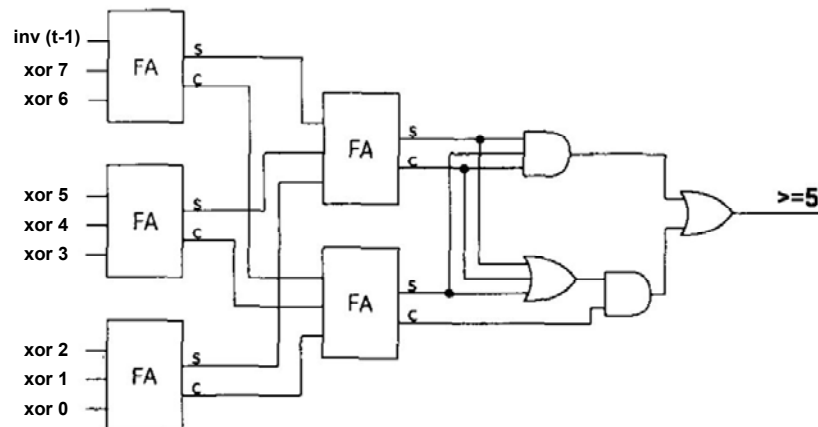 inv (t-1)
xor 7
xor 6
FA
S
C
xor 5
xor 4
xor 3
FA
S
C
xor 2
xor 1
xor 0
FA
S
C
FA
S
C
FA
S
C
>=5